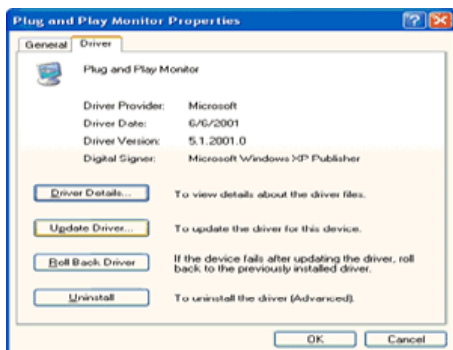 Plug and Play Monitor Properties
General Driver
Plug and Play Monitor
Driver Provider: Microsoft
Driver Date: 6/6/2001
Driver Version: 5.1.2001.0
Digital Signer: Microsoft Windows XP Publisher
Driver Details... To view details about the driver files.
Update Driver... To update the driver for this device.
Roll Back Driver If the device fails after updating the driver, roll
back to the previously installed driver.
Uninstall To uninstall the driver (Advanced).
OK Cancel